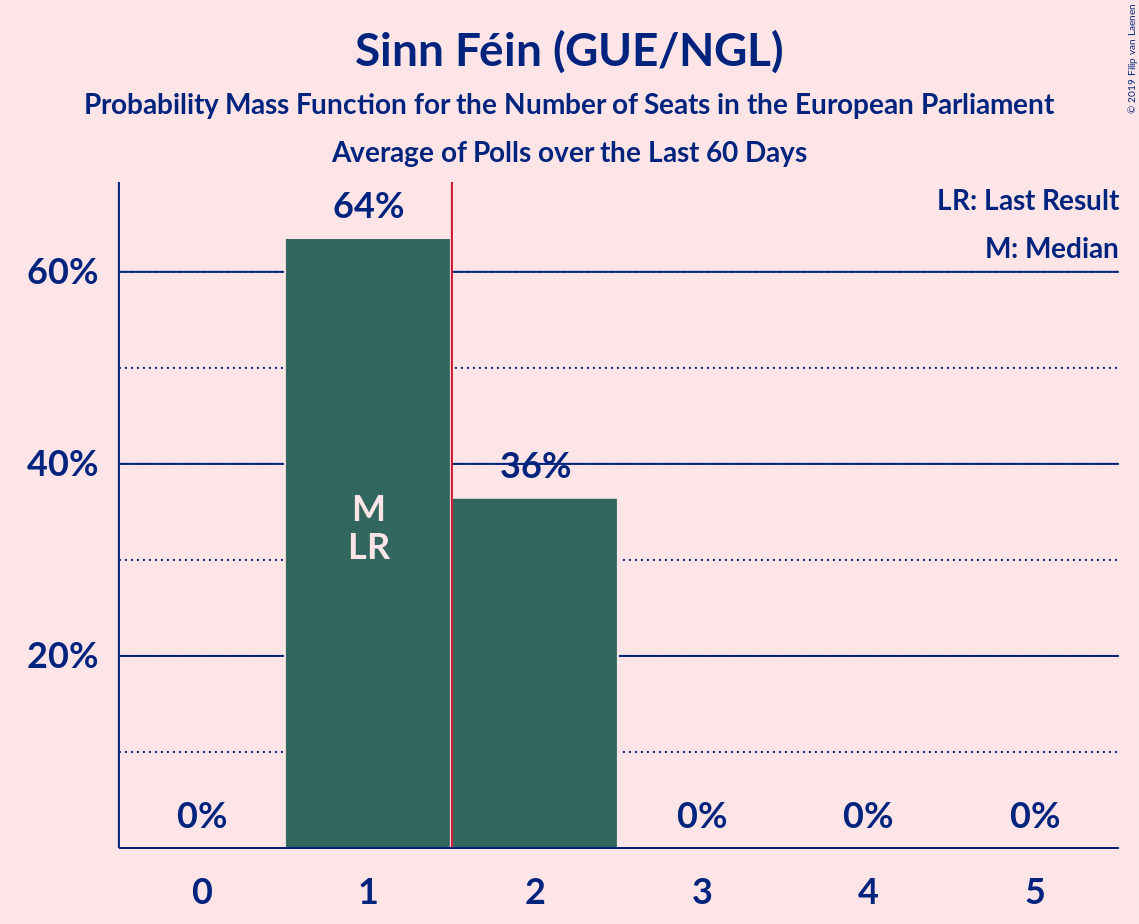 Sinn Féin (GUE/NGL)
Probability Mass Function for the Number of Seats in the European Parliament
Average of Polls over the Last 60 Days
© 2019 Filip van Laenen
LR: Last Result
M: Median
64%
60%
40%
36%
M
LR
20%
0%
0%
0%
0%
0
1
2
3
4
5